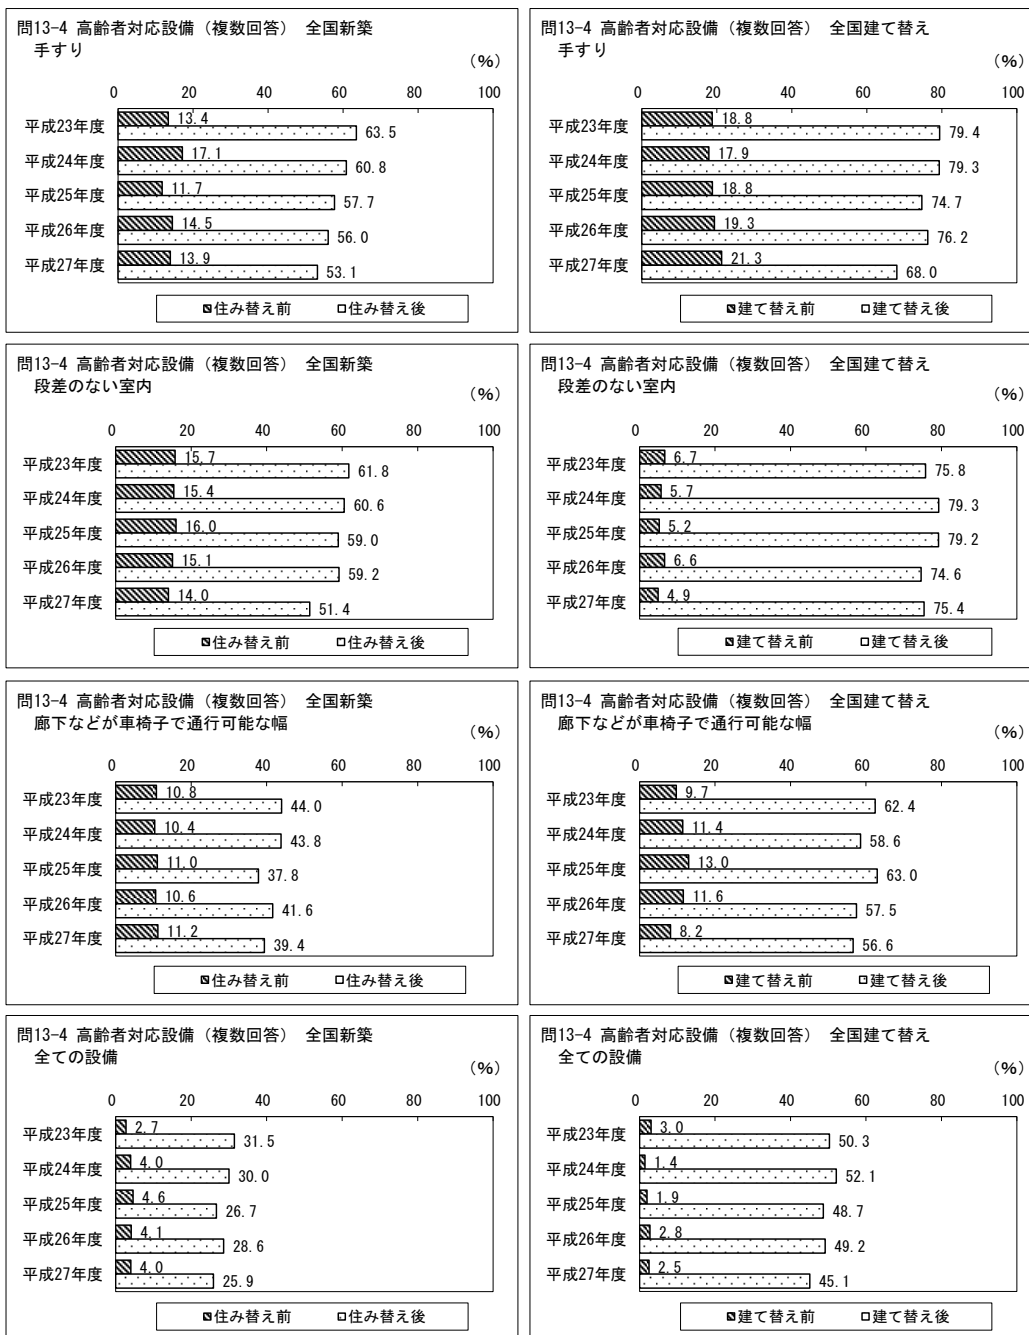 問13-4 高齢者対応設備（複数回答）　全国新築
手すり
(%)
0 20 40 60 80 100
平成23年度 13.4 63.5
平成24年度 17.1 60.8
平成25年度 11.7 57.7
平成26年度 14.5 56.0
平成27年度 13.9 53.1
住み替え前 住み替え後
問13-4 高齢者対応設備（複数回答）　全国建て替え
手すり
(%)
0 20 40 60 80 100
平成23年度 18.8 79.4
平成24年度 17.9 79.3
平成25年度 18.8 74.7
平成26年度 19.3 76.2
平成27年度 21.3 68.0
建て替え前 建て替え後
問13-4 高齢者対応設備（複数回答）　全国新築
段差のない室内
(%)
0 20 40 60 80 100
平成23年度 15.7 61.8
平成24年度 15.4 60.6
平成25年度 16.0 59.0
平成26年度 15.1 59.2
平成27年度 14.0 51.4
住み替え前 住み替え後
問13-4 高齢者対応設備（複数回答）　全国建て替え
段差のない室内
(%)
0 20 40 60 80 100
平成23年度 6.7 75.8
平成24年度 5.7 79.3
平成25年度 5.2 79.2
平成26年度 6.6 74.6
平成27年度 4.9 75.4
建て替え前 建て替え後
問13-4 高齢者対応設備（複数回答）　全国新築
廊下などが車椅子で通行可能な幅
(%)
0 20 40 60 80 100
平成23年度 10.8 44.0
平成24年度 10.4 43.8
平成25年度 11.0 37.8
平成26年度 10.6 41.6
平成27年度 11.2 39.4
住み替え前 住み替え後
問13-4 高齢者対応設備（複数回答）　全国建て替え
廊下などが車椅子で通行可能な幅
(%)
0 20 40 60 80 100
平成23年度 9.7 62.4
平成24年度 11.4 58.6
平成25年度 13.0 63.0
平成26年度 11.6 57.5
平成27年度 8.2 56.6
建て替え前 建て替え後
問13-4 高齢者対応設備（複数回答）　全国新築
全ての設備
(%)
0 20 40 60 80 100
平成23年度 2.7 31.5
平成24年度 4.0 30.0
平成25年度 4.6 26.7
平成26年度 4.1 28.6
平成27年度 4.0 25.9
住み替え前 住み替え後
問13-4 高齢者対応設備（複数回答）　全国建て替え
全ての設備
(%)
0 20 40 60 80 100
平成23年度 3.0 50.3
平成24年度 1.4 52.1
平成25年度 1.9 48.7
平成26年度 2.8 49.2
平成27年度 2.5 45.1
建て替え前 建て替え後